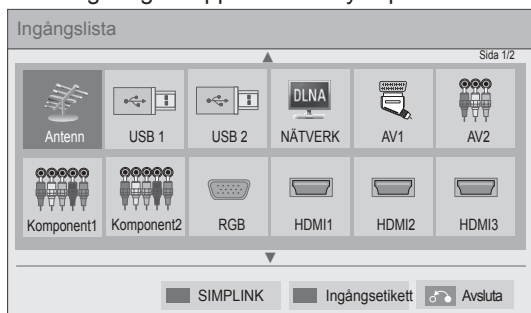 Ingångslista
Sida 1/2
DLNA
Antenn USB 1 USB 2 NÄTVERK AV1 AV2
Komponent1 Komponent2 RGB HDMI1 HDMI2 HDMI3
SIMPLINK Ingångsetikett Avsluta